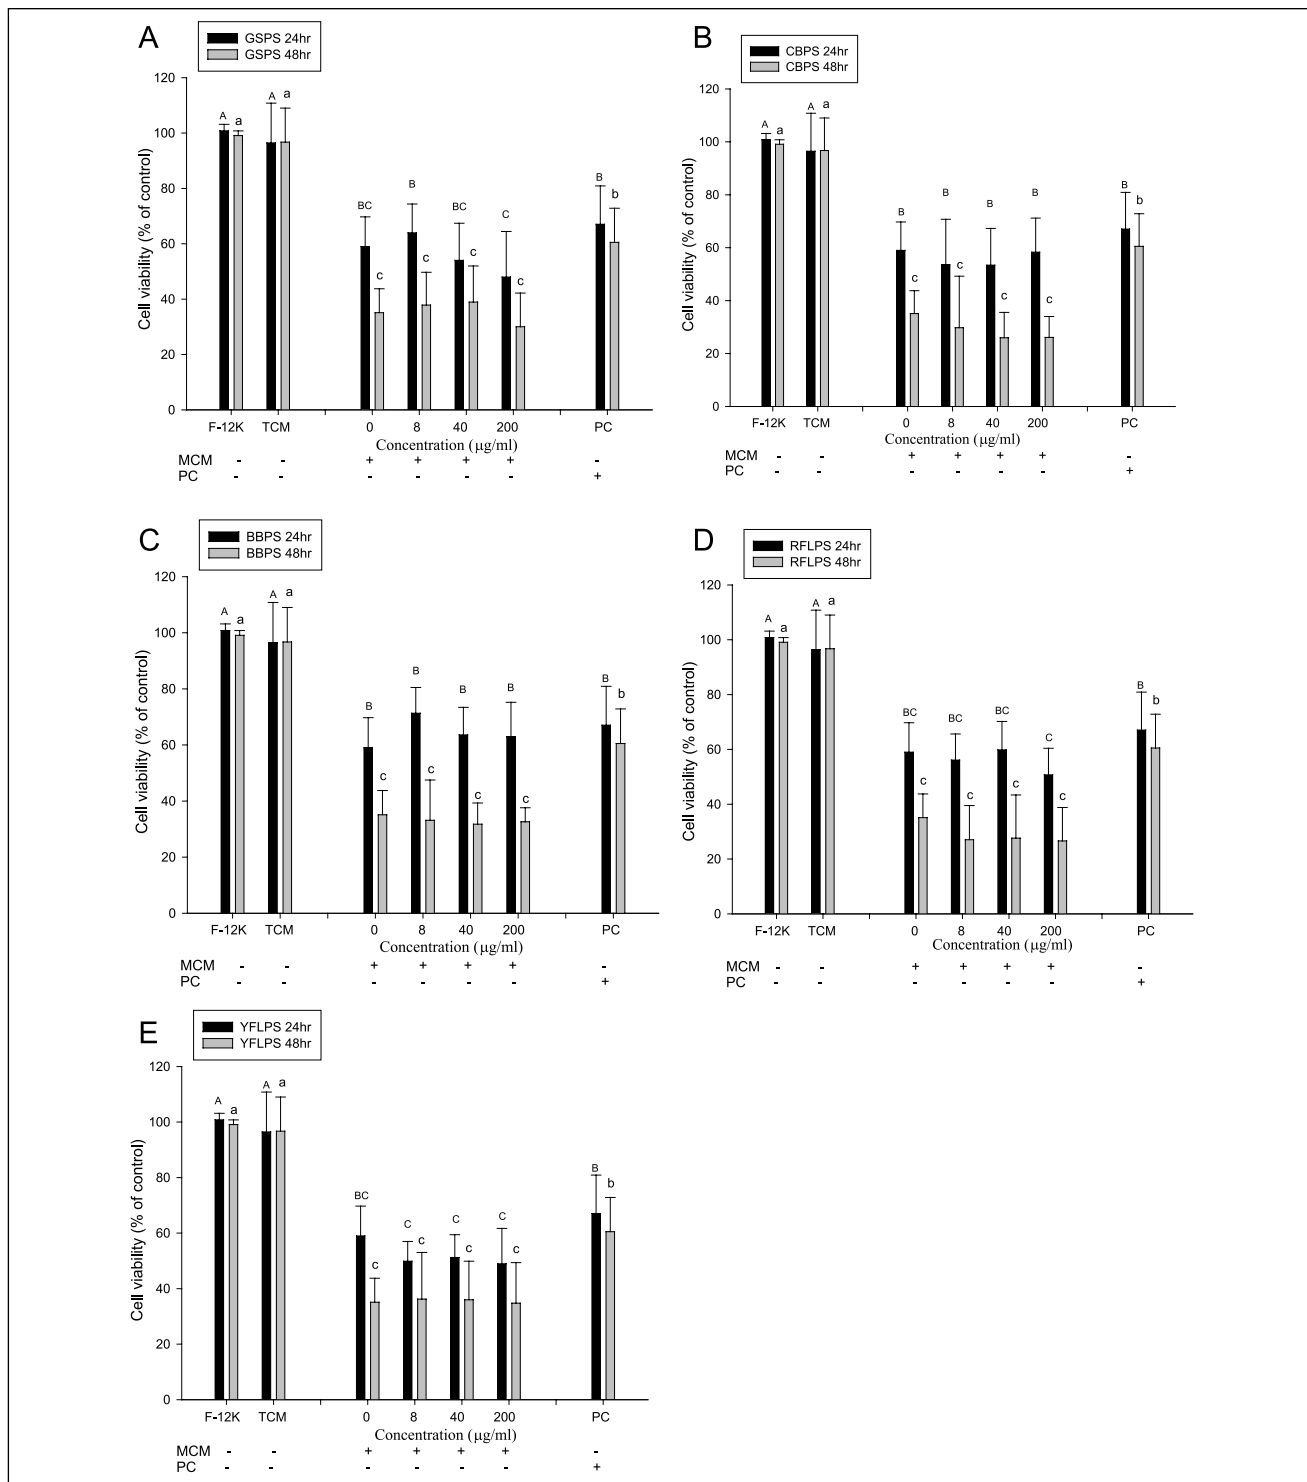 A
GSPS 24hr
GSPS 48hr
Cell viability (% of control)
120
100
80
60
40
20
0
A a A a BC c B c BC c C c B b
F-12K TCM 0 8 40 200 PC
Concentration (µg/ml)
MCM - - + + + + -
PC - - - - - - +
B
CBPS 24hr
CBPS 48hr
Cell viability (% of control)
120
100
80
60
40
20
0
A a A a B c B c B c B c B b
F-12K TCM 0 8 40 200 PC
Concentration (µg/ml)
MCM - - + + + + -
PC - - - - - - +
C
BBPS 24hr
BBPS 48hr
Cell viability (% of control)
120
100
80
60
40
20
0
A a A a B c B c B c B c B b
F-12K TCM 0 8 40 200 PC
Concentration (µg/ml)
MCM - - + + + + -
PC - - - - - - +
D
RFLPS 24hr
RFLPS 48hr
Cell viability (% of control)
120
100
80
60
40
20
0
A a A a BC c BC c BC c C c B b
F-12K TCM 0 8 40 200 PC
Concentration (µg/ml)
MCM - - + + + + -
PC - - - - - - +
E
YFLPS 24hr
YFLPS 48hr
Cell viability (% of control)
120
100
80
60
40
20
0
A a A a BC c C c C c C c B b
F-12K TCM 0 8 40 200 PC
Concentration (µg/ml)
MCM - - + + + + -
PC - - - - - - +